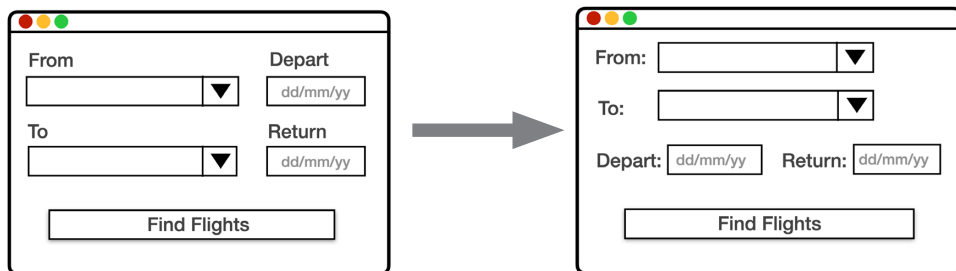 From Depart
dd/mm/yy
To Return
dd/mm/yy
Find Flights
From:
To:
Depart: dd/mm/yy Return: dd/mm/yy
Find Flights